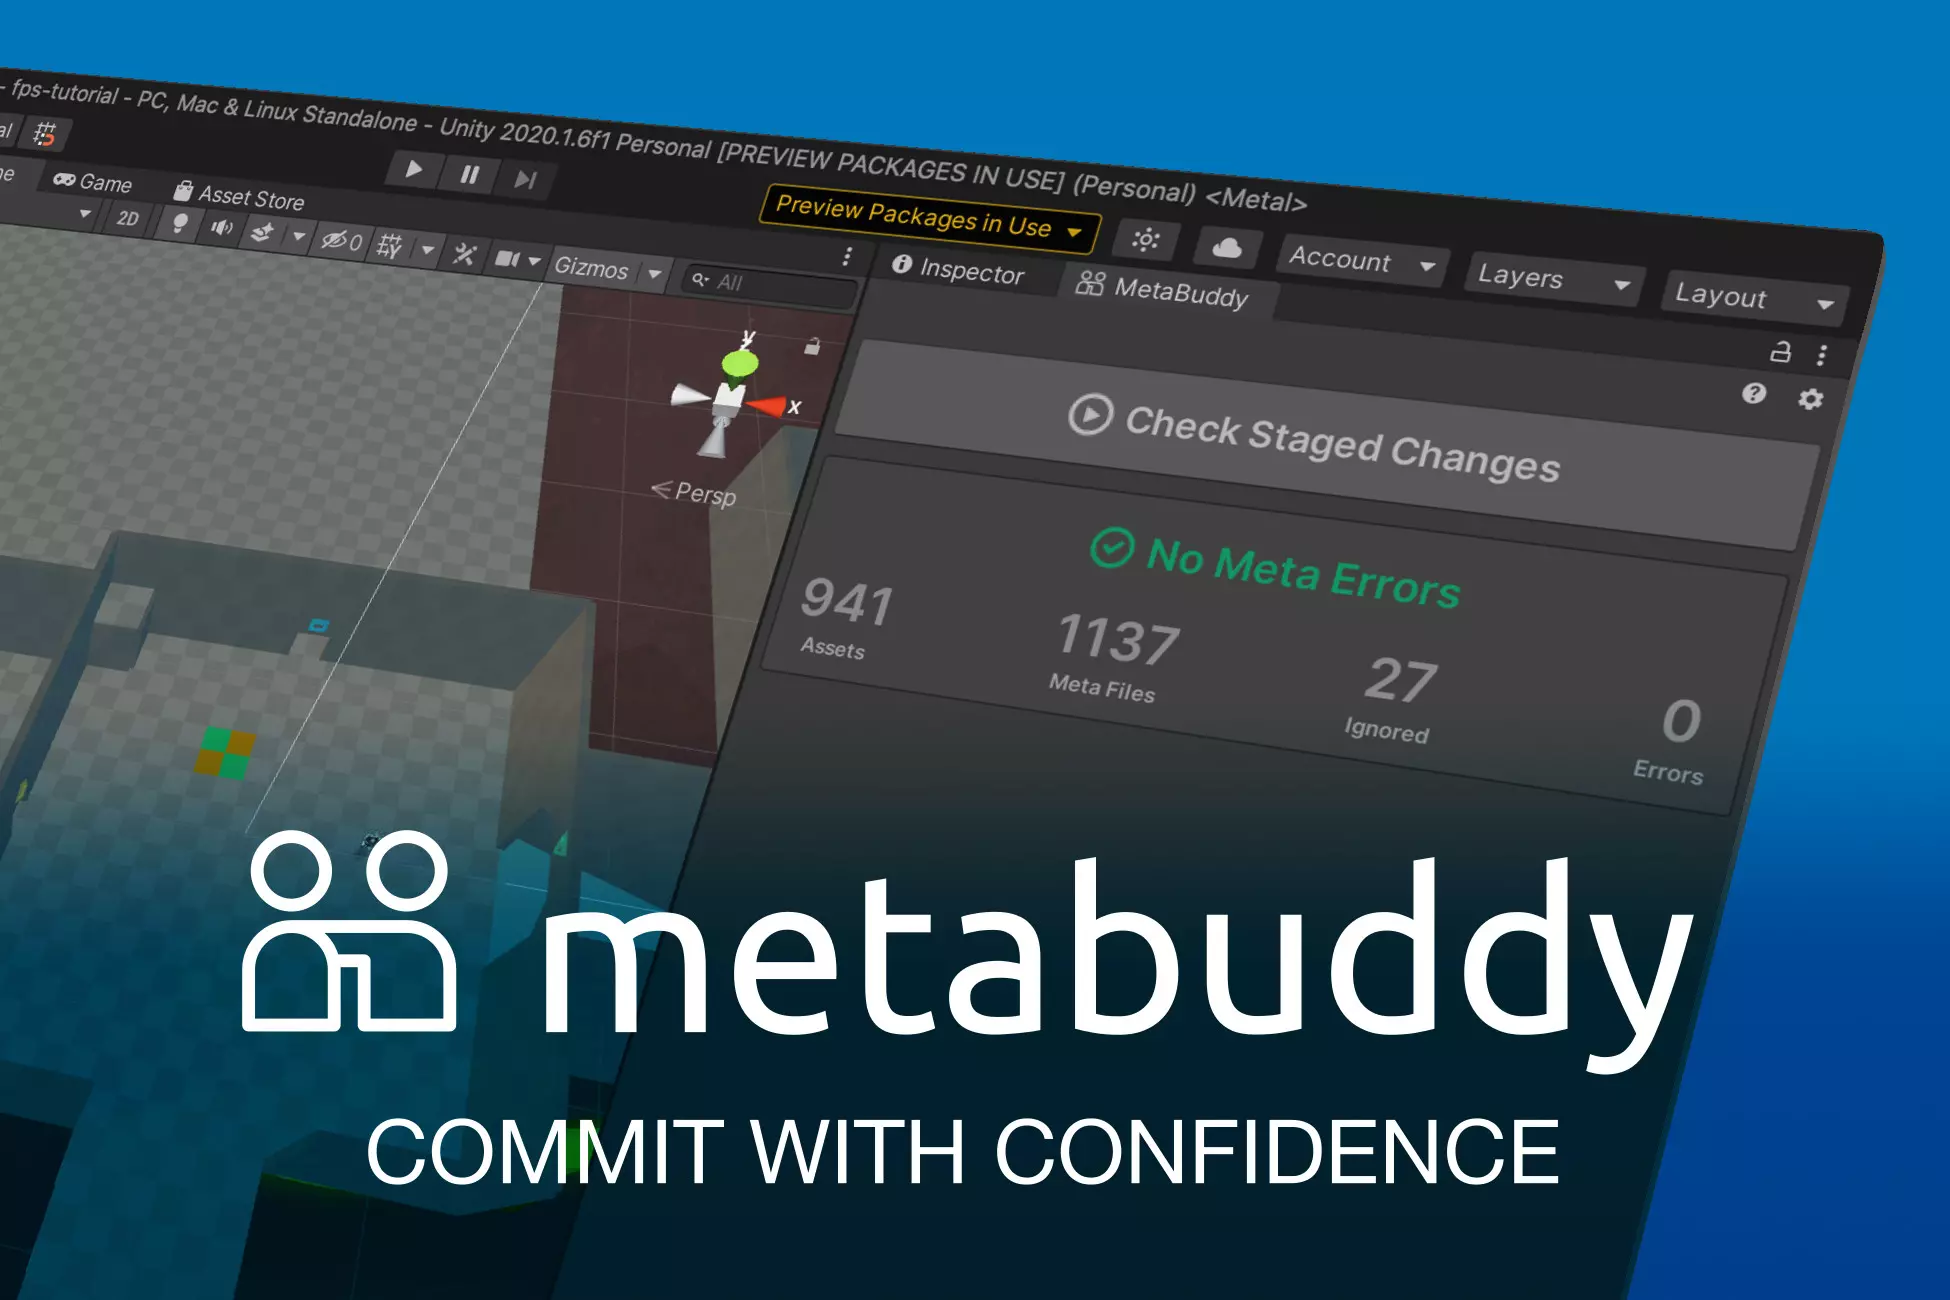 - fps-tutorial - PC, Mac & Linux Standalone - Unity 2020.1.6f1 Personal [PREVIEW PACKAGES IN USE] (Personal) <Metal>
Preview Packages in Use
Account
Layers
Layout
Game
Asset Store
2D
0
Gizmos
All
Inspector
MetaBuddy
y
x
Persp
Check Staged Changes
No Meta Errors
941
Assets
1137
Meta Files
27
Ignored
0
Errors
metabuddy
COMMIT WITH CONFIDENCE